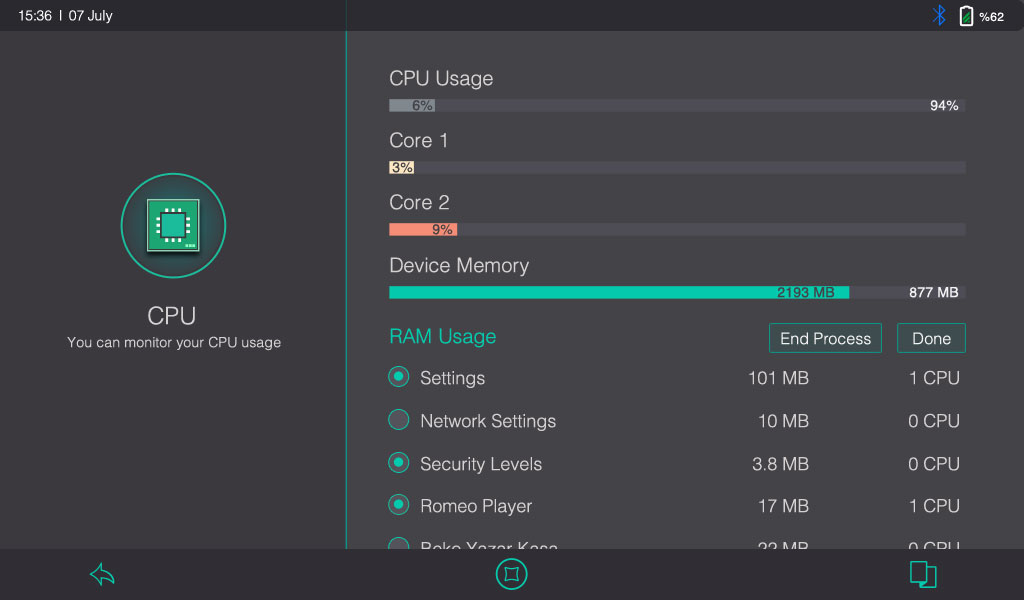 15:36 | 07 July
%62
CPU
You can monitor your CPU usage
CPU Usage
6% 94%
Core 1
3%
Core 2
9%
Device Memory
2193 MB 877 MB
RAM Usage End Process Done
Settings 101 MB 1 CPU
Network Settings 10 MB 0 CPU
Security Levels 3.8 MB 0 CPU
Romeo Player 17 MB 1 CPU
Beko Yazar Kasa 22 MB 0 CPU